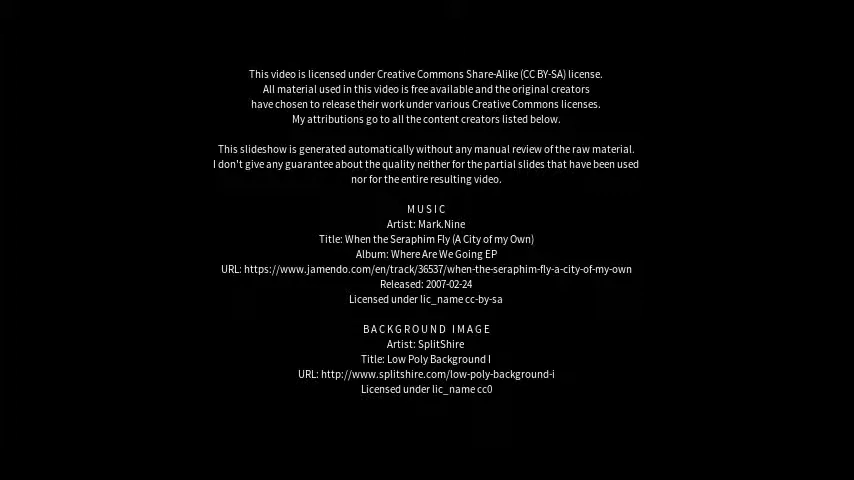 This video is licensed under Creative Commons Share-Alike (CC BY-SA) license.
All material used in this video is free available and the original creators
have chosen to release their work under various Creative Commons licenses.
My attributions go to all the content creators listed below.
This slideshow is generated automatically without any manual review of the raw material.
I don't give any guarantee about the quality neither for the partial slides that have been used
nor for the entire resulting video.
MUSIC
Artist: Mark.Nine
Title: When the Seraphim Fly (A City of my Own)
Album: Where Are We Going EP
URL: https://www.jamendo.com/en/track/36537/when-the-seraphim-fly-a-city-of-my-own
Released: 2007-02-24
Licensed under lic_name cc-by-sa
BACKGROUND IMAGE
Artist: SplitShire
Title: Low Poly Background I
URL: http://www.splitshire.com/low-poly-background-i
Licensed under lic_name cc0